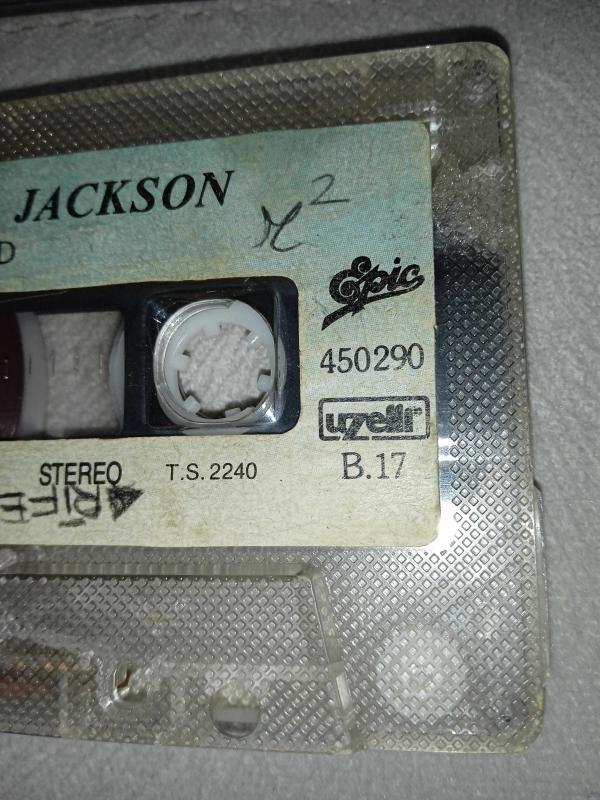 JACKSON
D
Epic
450290
uzelli
STEREO T.S. 2240
B.17